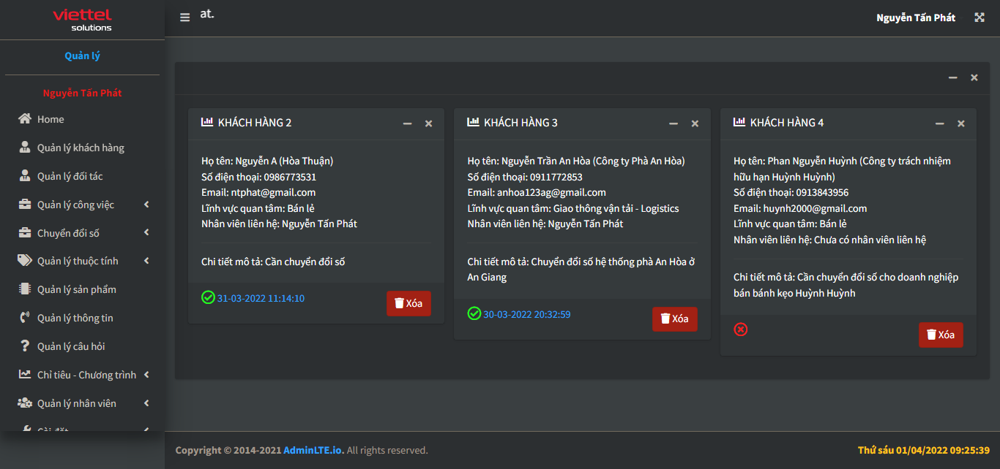 viettel
solutions
Quản lý
Nguyễn Tấn Phát
Home
Quản lý khách hàng
Quản lý đối tác
Quản lý công việc
Chuyển đổi số
Quản lý thuộc tính
Quản lý sản phẩm
Quản lý thông tin
Quản lý câu hỏi
Chỉ tiêu - Chương trình
Quản lý nhân viên
Cài đặt
at.
Nguyễn Tấn Phát
KHÁCH HÀNG 2
Họ tên: Nguyễn A (Hòa Thuận)
Số điện thoại: 0986773531
Email: ntphat@gmail.com
Lĩnh vực quan tâm: Bán lẻ
Nhân viên liên hệ: Nguyễn Tấn Phát
Chi tiết mô tả: Cần chuyển đổi số
31-03-2022 11:14:10
Xóa
KHÁCH HÀNG 3
Họ tên: Nguyễn Trần An Hòa (Công ty Phà An Hòa)
Số điện thoại: 0911772853
Email: anhoa123ag@gmail.com
Lĩnh vực quan tâm: Giao thông vận tải - Logistics
Nhân viên liên hệ: Nguyễn Tấn Phát
Chi tiết mô tả: Chuyển đổi số hệ thống phà An Hòa ở
An Giang
30-03-2022 20:32:59
Xóa
KHÁCH HÀNG 4
Họ tên: Phan Nguyễn Huỳnh (Công ty trách nhiệm
hữu hạn Huỳnh Huỳnh)
Số điện thoại: 0913843956
Email: huynh2000@gmail.com
Lĩnh vực quan tâm: Bán lẻ
Nhân viên liên hệ: Chưa có nhân viên liên hệ
Chi tiết mô tả: Cần chuyển đổi số cho doanh nghiệp
bán bánh kẹo Huỳnh Huỳnh
Xóa
Copyright © 2014-2021 AdminLTE.io. All rights reserved.
Thứ sáu 01/04/2022 09:25:39